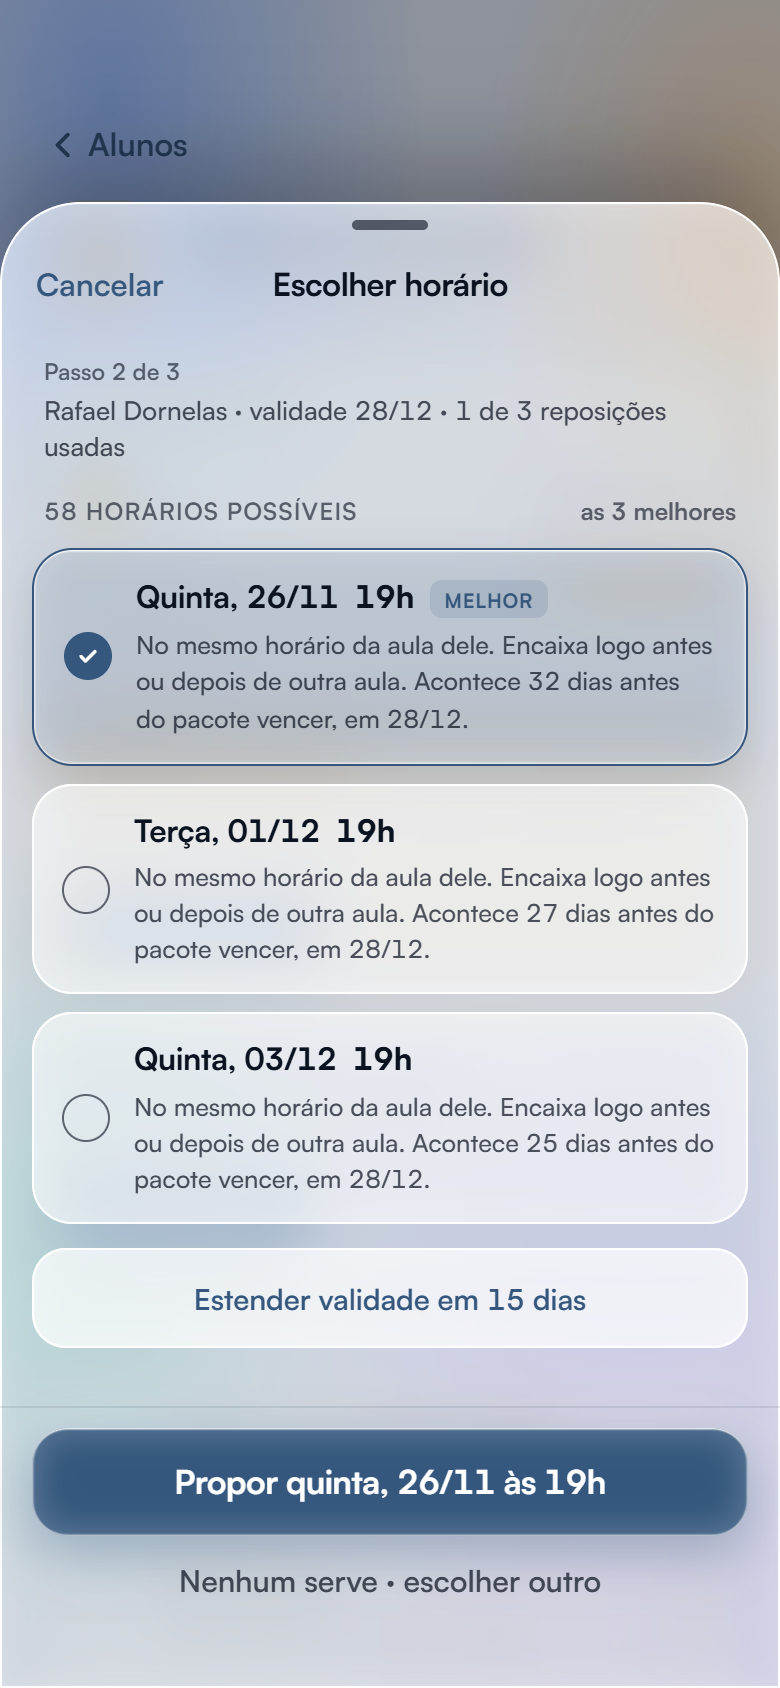 Alunos
Cancelar
Escolher horário
Passo 2 de 3
Rafael Dornelas · validade 28/12 · 1 de 3 reposições
usadas
58 HORÁRIOS POSSÍVEIS
as 3 melhores
Quinta, 26/11 19h MELHOR
No mesmo horário da aula dele. Encaixa logo antes
ou depois de outra aula. Acontece 32 dias antes
do pacote vencer, em 28/12.
Terça, 01/12 19h
No mesmo horário da aula dele. Encaixa logo antes
ou depois de outra aula. Acontece 27 dias antes do
pacote vencer, em 28/12.
Quinta, 03/12 19h
No mesmo horário da aula dele. Encaixa logo antes
ou depois de outra aula. Acontece 25 dias antes do
pacote vencer, em 28/12.
Estender validade em 15 dias
Propor quinta, 26/11 às 19h
Nenhum serve · escolher outro